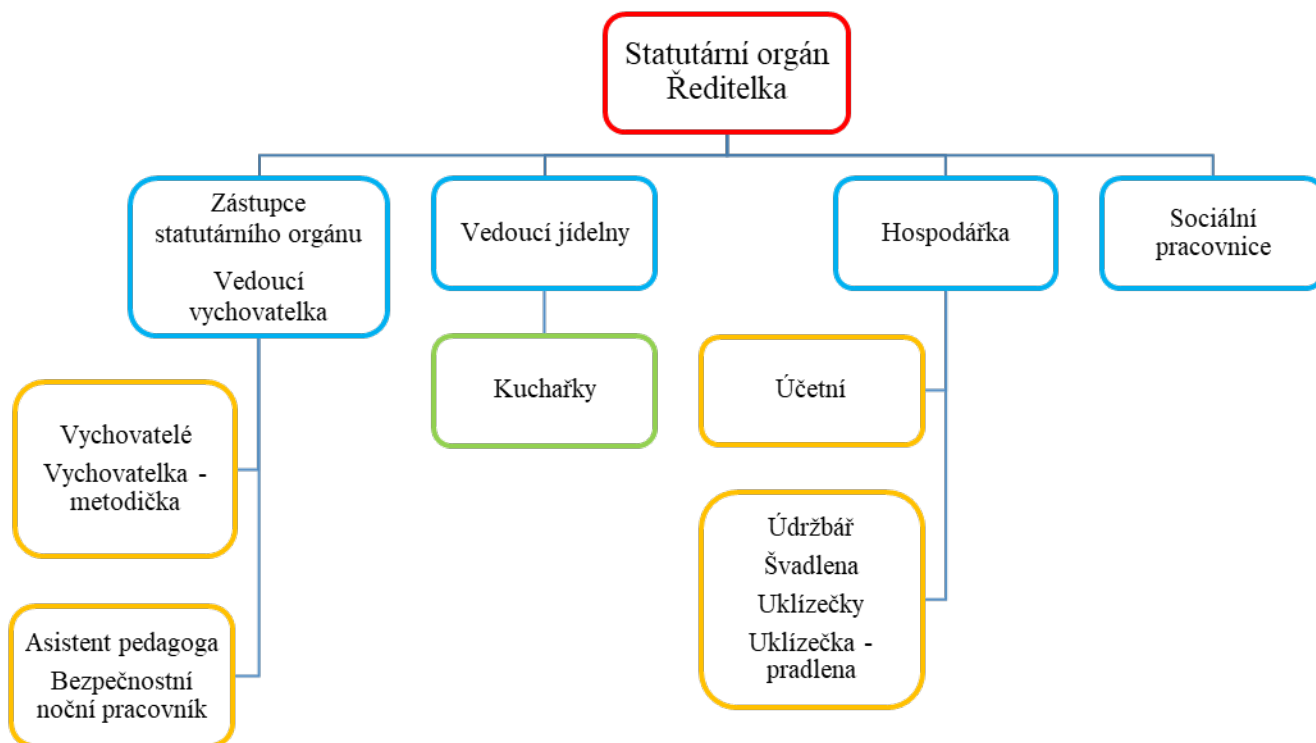 Statutární orgán
Ředitelka
Zástupce
statutárního orgánu
Vedoucí
vychovatelka
Vedoucí jídelny
Hospodářka
Sociální
pracovnice
Kuchařky
Účetní
Vychovatelé
Vychovatelka -
metodička
Údržbář
Švadlena
Uklízečky
Uklízečka -
pradlena
Asistent pedagoga
Bezpečnostní
noční pracovník